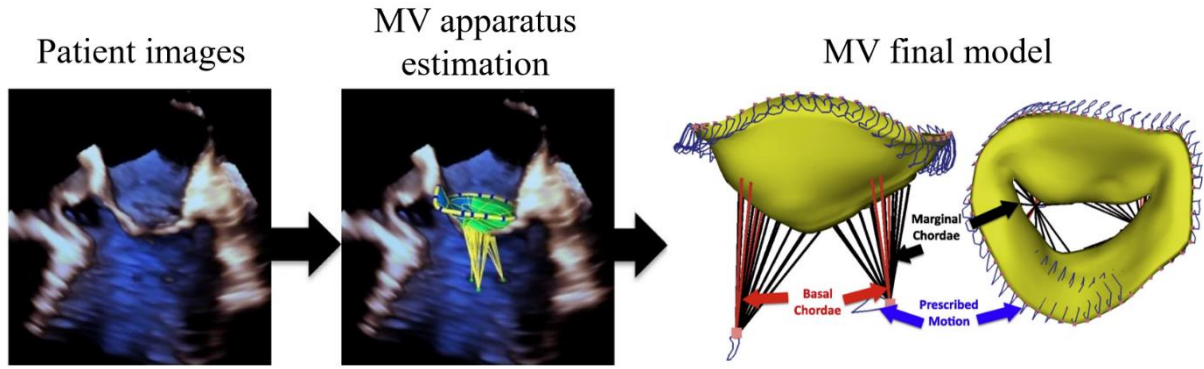 Patient images
MV apparatus
estimation
MV final model
Marginal
Chordae
Basal
Chordae
Prescribed
Motion